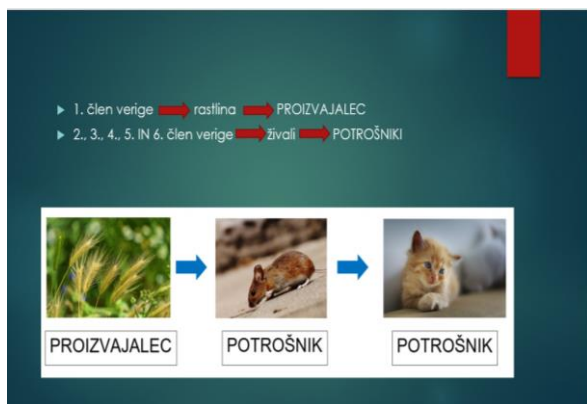 1. člen verige rastlina PROIZVAJALEC
2., 3., 4., 5. IN 6. člen verige živali POTROŠNIKI
PROIZVAJALEC
POTROŠNIK
POTROŠNIK